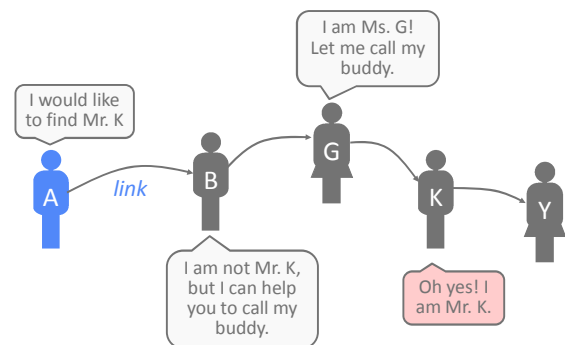 I am Ms. G!
Let me call my
buddy.
I would like
to find Mr. K
A
link
B
G
K
Y
I am not Mr. K,
but I can help
you to call my
buddy.
Oh yes! I
am Mr. K.